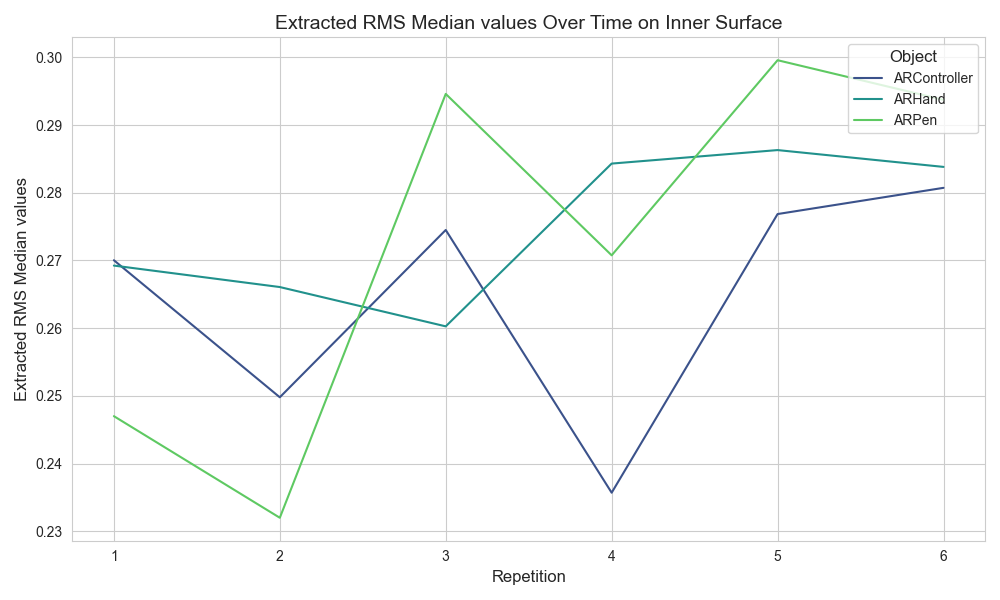 Extracted RMS Median values Over Time on Inner Surface
Object
ARController
ARHand
ARPen
Extracted RMS Median values
0.30
0.29
0.28
0.27
0.26
0.25
0.24
0.23
1 2 3 4 5 6
Repetition